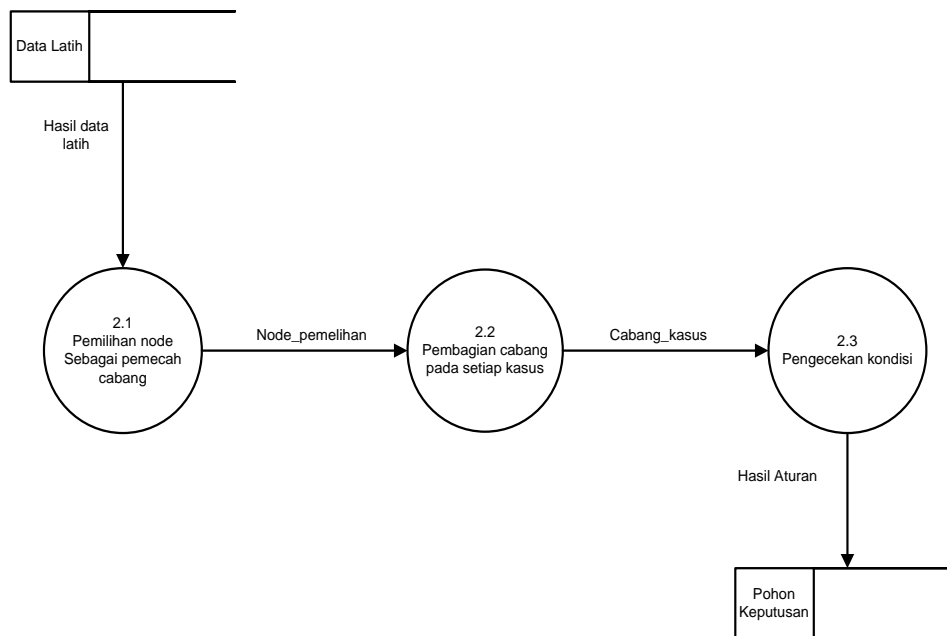 Data Latih
Hasil data
latih
2.1
Pemilihan node
Sebagai pemecah
cabang
Node_pemelihan
2.2
Pembagian cabang
pada setiap kasus
Cabang_kasus
2.3
Pengecekan kondisi
Hasil Aturan
Pohon
Keputusan